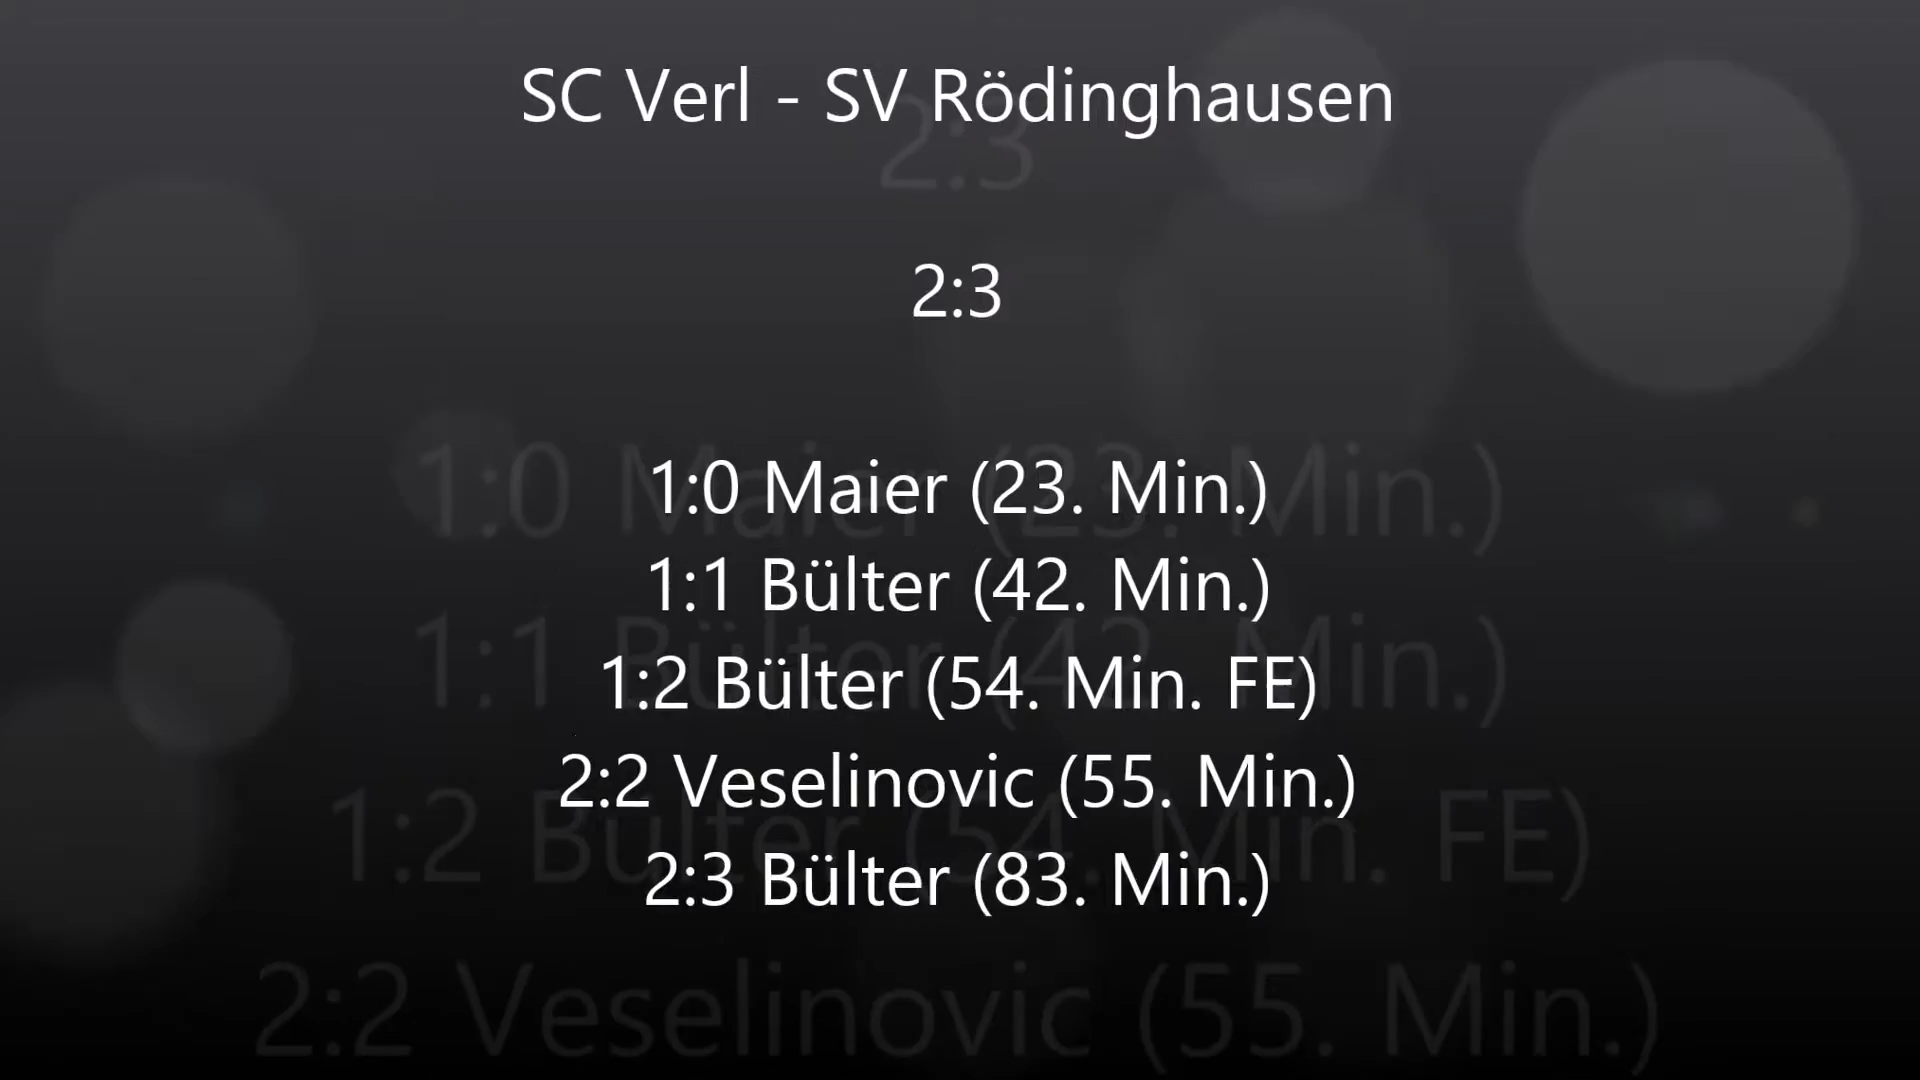 SC Verl - SV Rödinghausen
2:3
1:0 Maier (23. Min.)
1:1 Bülter (42. Min.)
1:2 Bülter (54. Min. FE)
2:2 Veselinovic (55. Min.)
2:3 Bülter (83. Min.)